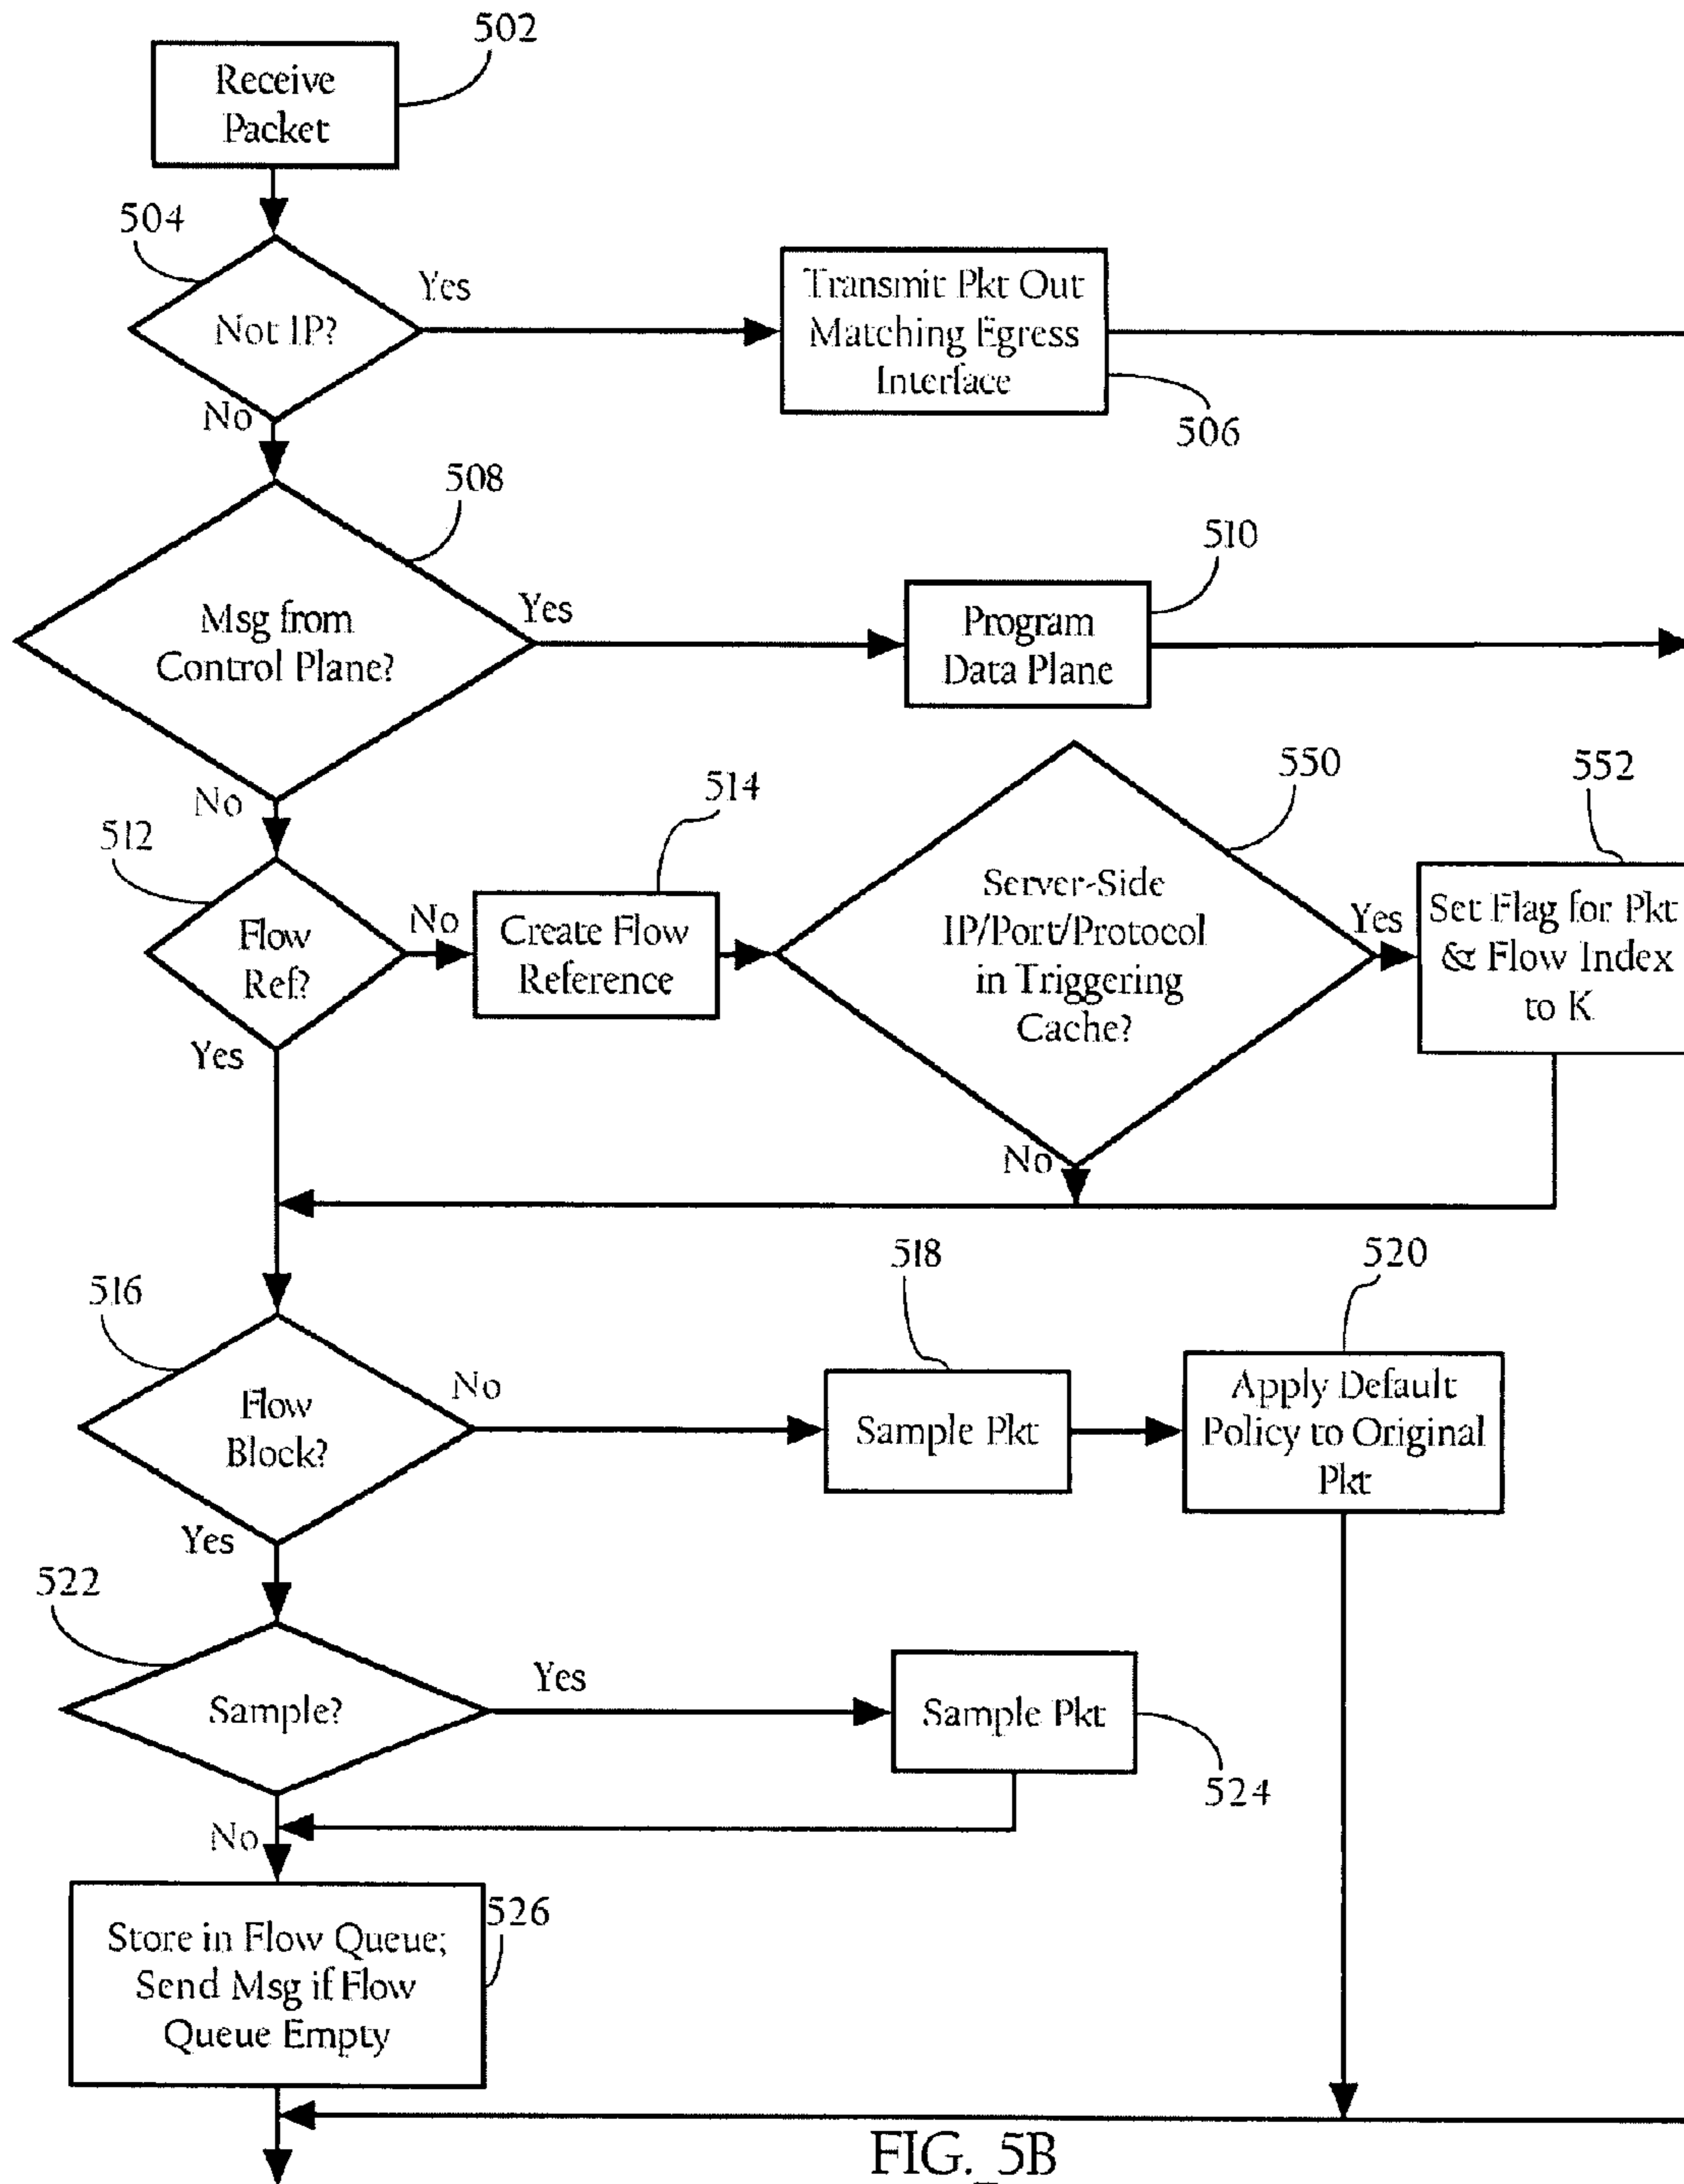 502
Receive
Packet
504
Not IP?
Yes
No
Transmit Pkt Out
Matching Egress
Interface
506
508
Msg from
Control Plane?
Yes
No
510
Program
Data Plane
512
Flow
Ref?
No
Yes
514
Create Flow
Reference
550
Server-Side
IP/Port/Protocol
in Triggering
Cache?
Yes
No
552
Set Flag for Pkt
& Flow Index
to K
516
Flow
Block?
No
Yes
518
Sample Pkt
520
Apply Default
Policy to Original
Pkt
522
Sample?
Yes
No
Sample Pkt
524
526
Store in Flow Queue;
Send Msg if Flow
Queue Empty
FIG._5B